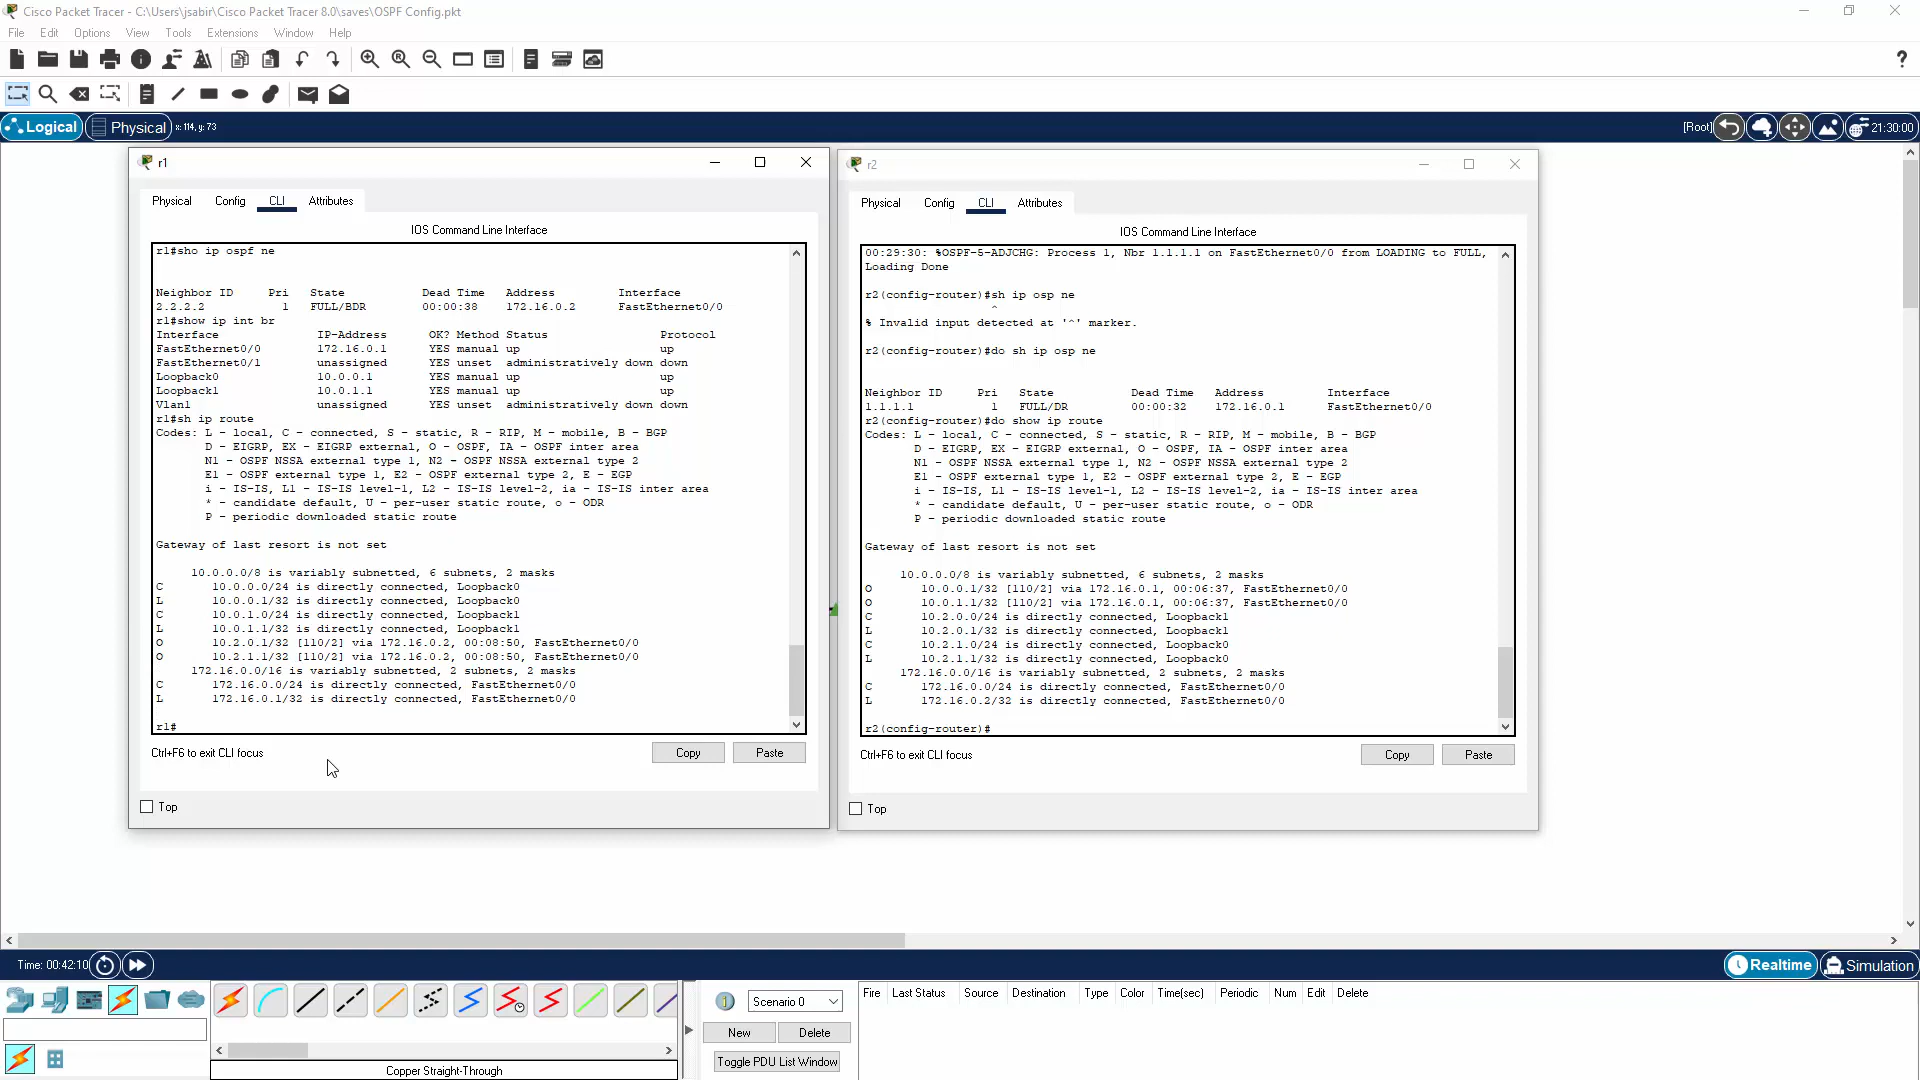 Cisco Packet Tracer - C:\Users\jsabir\Cisco Packet Tracer 8.0\saves\OSPF Config.pkt
File Edit Options View Tools Extensions Window Help
?
Logical Physical x: 114, y: 73 [Root] 21:30:00
r1
Physical Config CLI Attributes
IOS Command Line Interface
r1#sho ip ospf ne
Neighbor ID Pri State Dead Time Address Interface
2.2.2.2 1 FULL/BDR 00:00:38 172.16.0.2 FastEthernet0/0
r1#show ip int br
Interface IP-Address OK? Method Status Protocol
FastEthernet0/0 172.16.0.1 YES manual up up
FastEthernet0/1 unassigned YES unset administratively down down
Loopback0 10.0.0.1 YES manual up up
Loopback1 10.0.1.1 YES manual up up
Vlan1 unassigned YES unset administratively down down
r1#sh ip route
Codes: L - local, C - connected, S - static, R - RIP, M - mobile, B - BGP
D - EIGRP, EX - EIGRP external, O - OSPF, IA - OSPF inter area
N1 - OSPF NSSA external type 1, N2 - OSPF NSSA external type 2
E1 - OSPF external type 1, E2 - OSPF external type 2, E - EGP
i - IS-IS, L1 - IS-IS level-1, L2 - IS-IS level-2, ia - IS-IS inter area
* - candidate default, U - per-user static route, o - ODR
P - periodic downloaded static route
Gateway of last resort is not set
10.0.0.0/8 is variably subnetted, 6 subnets, 2 masks
C 10.0.0.0/24 is directly connected, Loopback0
L 10.0.0.1/32 is directly connected, Loopback0
C 10.0.1.0/24 is directly connected, Loopback1
L 10.0.1.1/32 is directly connected, Loopback1
O 10.2.0.1/32 [110/2] via 172.16.0.2, 00:08:50, FastEthernet0/0
O 10.2.1.1/32 [110/2] via 172.16.0.2, 00:08:50, FastEthernet0/0
172.16.0.0/16 is variably subnetted, 2 subnets, 2 masks
C 172.16.0.0/24 is directly connected, FastEthernet0/0
L 172.16.0.1/32 is directly connected, FastEthernet0/0
r1#
Ctrl+F6 to exit CLI focus Copy Paste
Top
r2
Physical Config CLI Attributes
IOS Command Line Interface
00:29:30: %OSPF-5-ADJCHG: Process 1, Nbr 1.1.1.1 on FastEthernet0/0 from LOADING to FULL,
Loading Done
r2(config-router)#sh ip osp ne
^
% Invalid input detected at '^' marker.
r2(config-router)#do sh ip osp ne
Neighbor ID Pri State Dead Time Address Interface
1.1.1.1 1 FULL/DR 00:00:32 172.16.0.1 FastEthernet0/0
r2(config-router)#do show ip route
Codes: L - local, C - connected, S - static, R - RIP, M - mobile, B - BGP
D - EIGRP, EX - EIGRP external, O - OSPF, IA - OSPF inter area
N1 - OSPF NSSA external type 1, N2 - OSPF NSSA external type 2
E1 - OSPF external type 1, E2 - OSPF external type 2, E - EGP
i - IS-IS, L1 - IS-IS level-1, L2 - IS-IS level-2, ia - IS-IS inter area
* - candidate default, U - per-user static route, o - ODR
P - periodic downloaded static route
Gateway of last resort is not set
10.0.0.0/8 is variably subnetted, 6 subnets, 2 masks
O 10.0.0.1/32 [110/2] via 172.16.0.1, 00:06:37, FastEthernet0/0
O 10.0.1.1/32 [110/2] via 172.16.0.1, 00:06:37, FastEthernet0/0
C 10.2.0.0/24 is directly connected, Loopback1
L 10.2.0.1/32 is directly connected, Loopback1
C 10.2.1.0/24 is directly connected, Loopback0
L 10.2.1.1/32 is directly connected, Loopback0
172.16.0.0/16 is variably subnetted, 2 subnets, 2 masks
C 172.16.0.0/24 is directly connected, FastEthernet0/0
L 172.16.0.2/32 is directly connected, FastEthernet0/0
r2(config-router)#
Ctrl+F6 to exit CLI focus Copy Paste
Top
Time: 00:42:10 Realtime Simulation
Scenario 0
New Delete
Toggle PDU List Window
Fire Last Status Source Destination Type Color Time(sec) Periodic Num Edit Delete
Copper Straight-Through